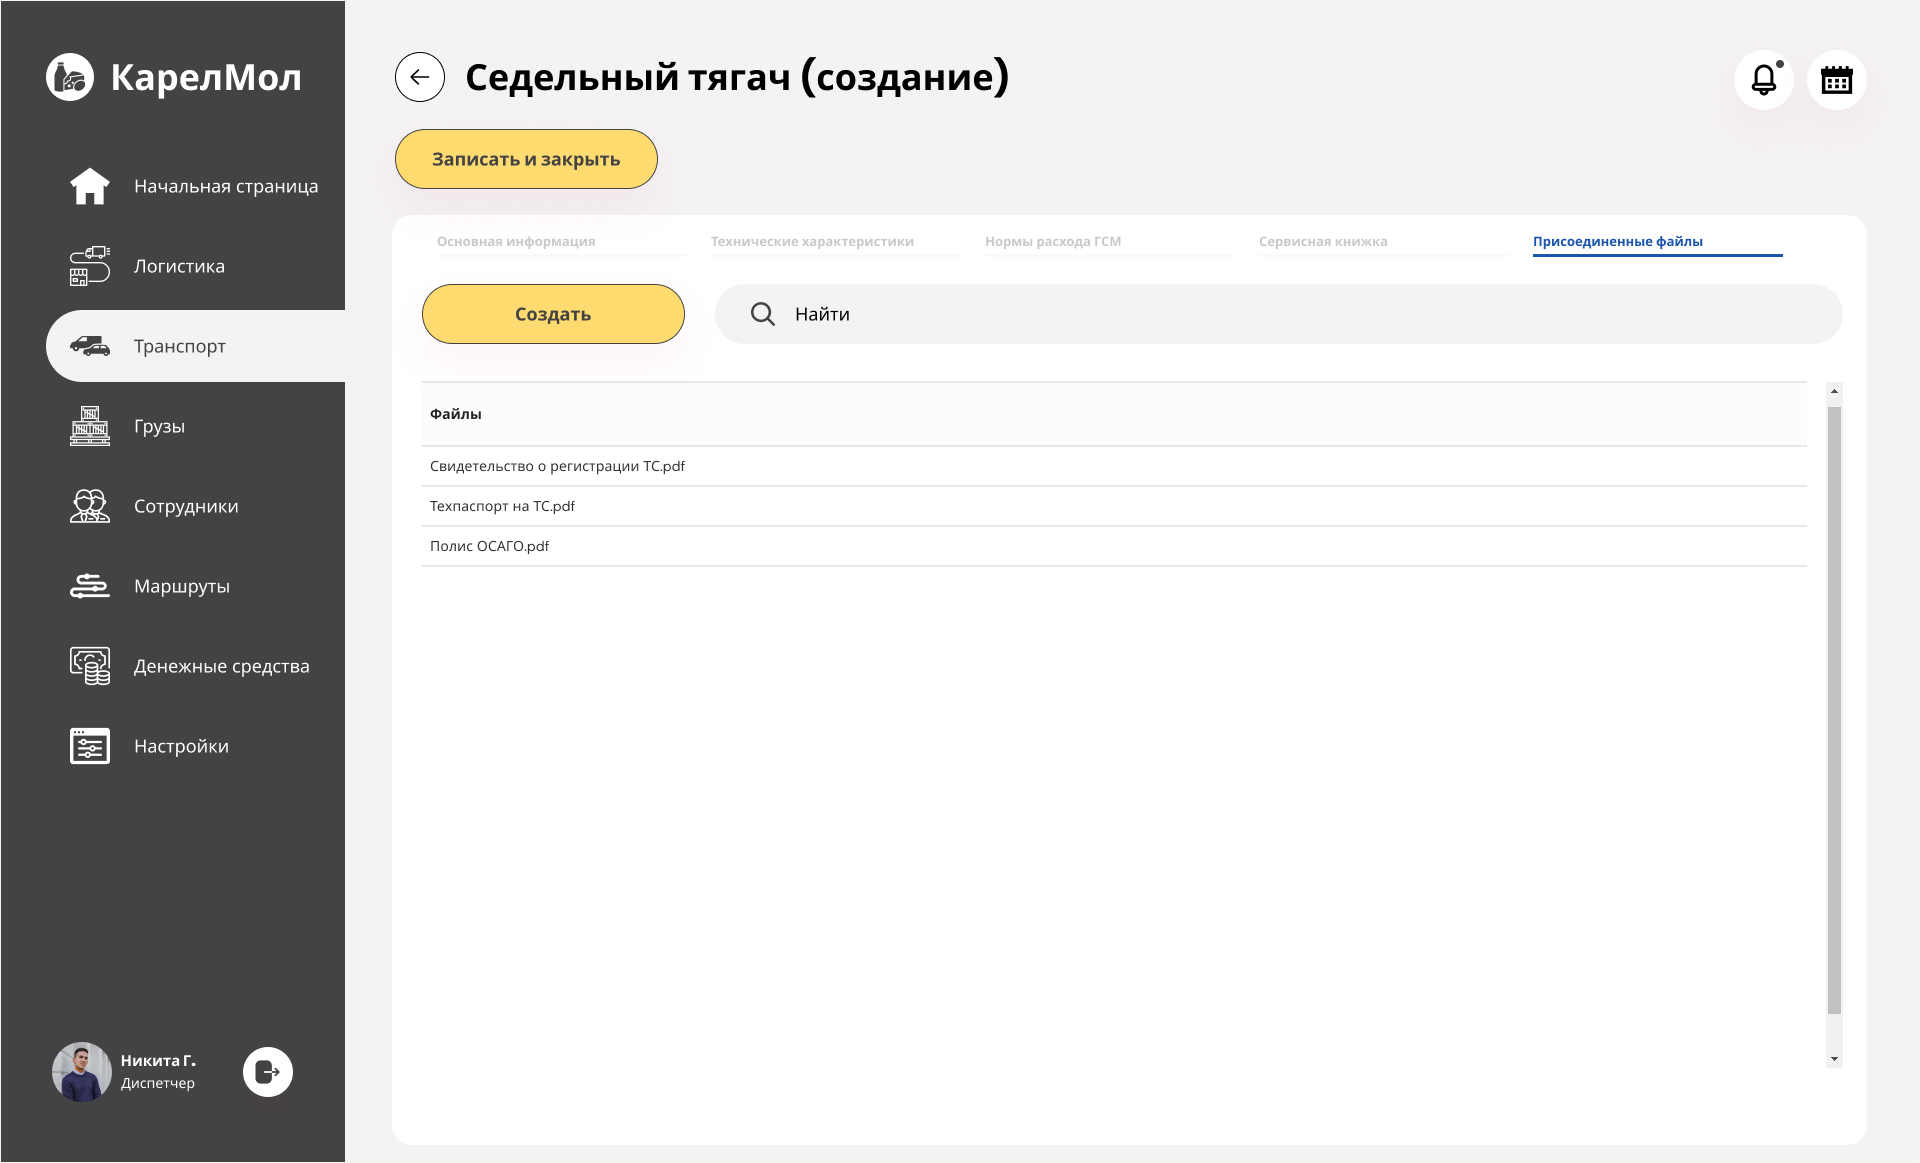 КарелМол
Начальная страница
Логистика
Транспорт
Грузы
Сотрудники
Маршруты
Денежные средства
Настройки
Никита Г.
Диспетчер
Седельный тягач (создание)
Записать и закрыть
Основная информация
Технические характеристики
Нормы расхода ГСМ
Сервисная книжка
Присоединенные файлы
Создать
Найти
Файлы
Свидетельство о регистрации ТС.pdf
Техпаспорт на ТС.pdf
Полис ОСАГО.pdf